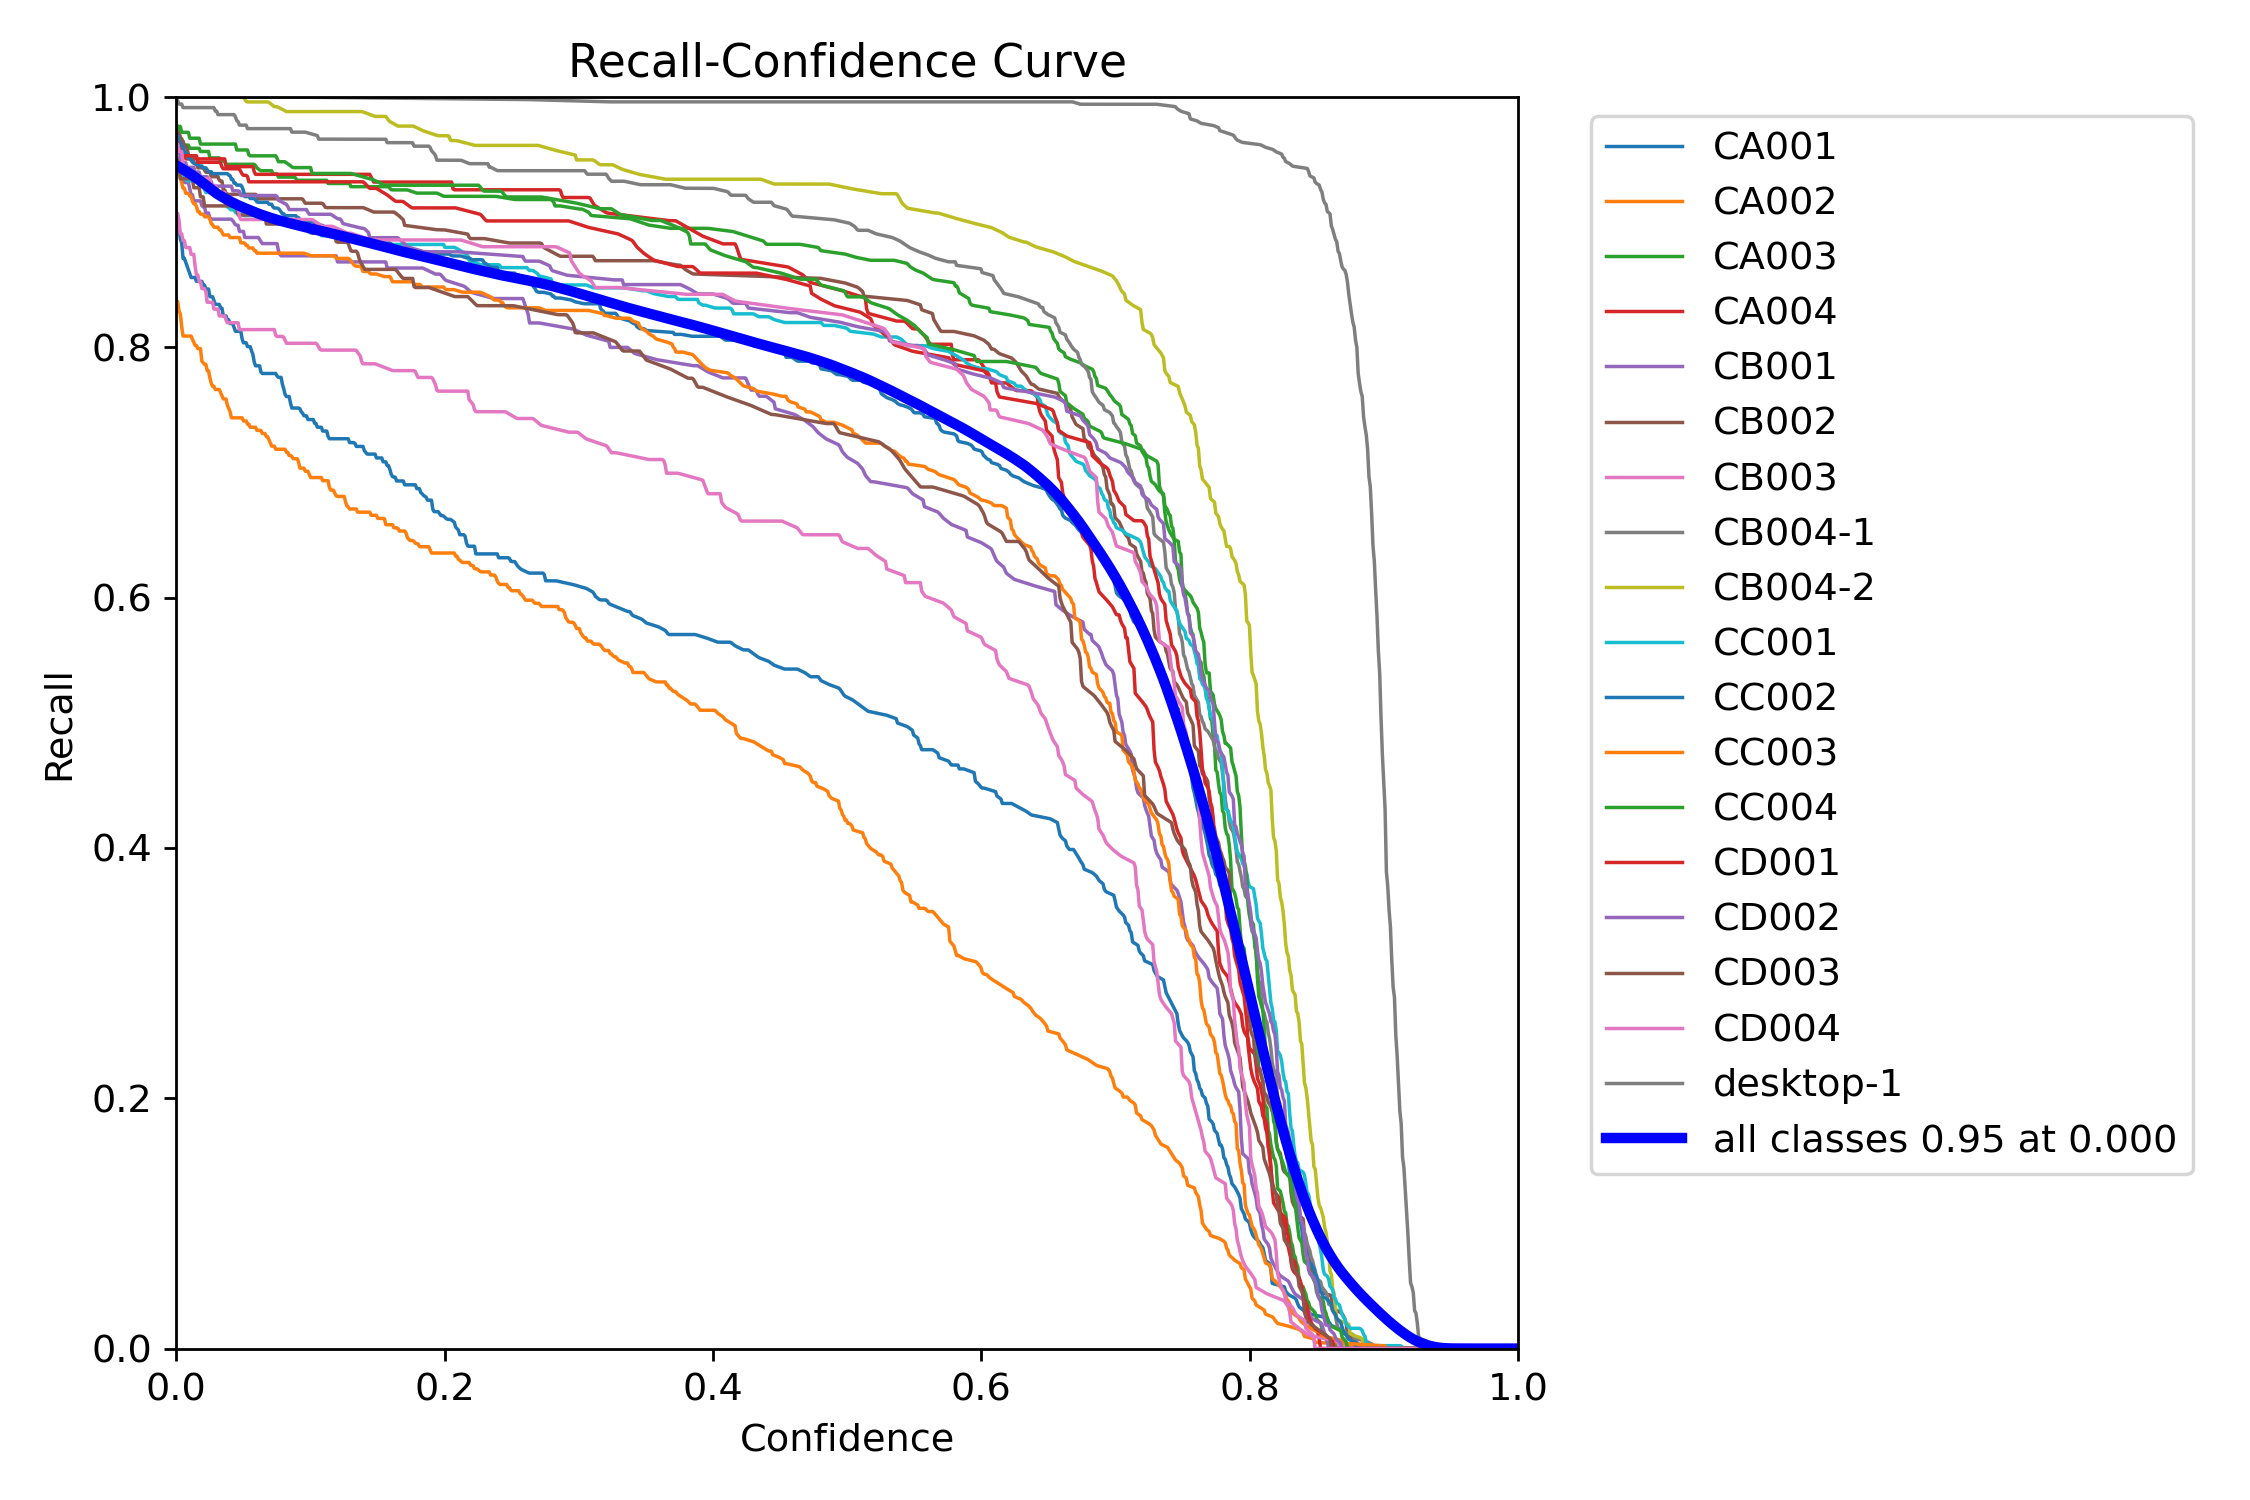 Recall-Confidence Curve
1.0
0.8
0.6
0.4
0.2
0.0
Recall
0.0 0.2 0.4 0.6 0.8 1.0
Confidence
CA001
CA002
CA003
CA004
CB001
CB002
CB003
CB004-1
CB004-2
CC001
CC002
CC003
CC004
CD001
CD002
CD003
CD004
desktop-1
all classes 0.95 at 0.000